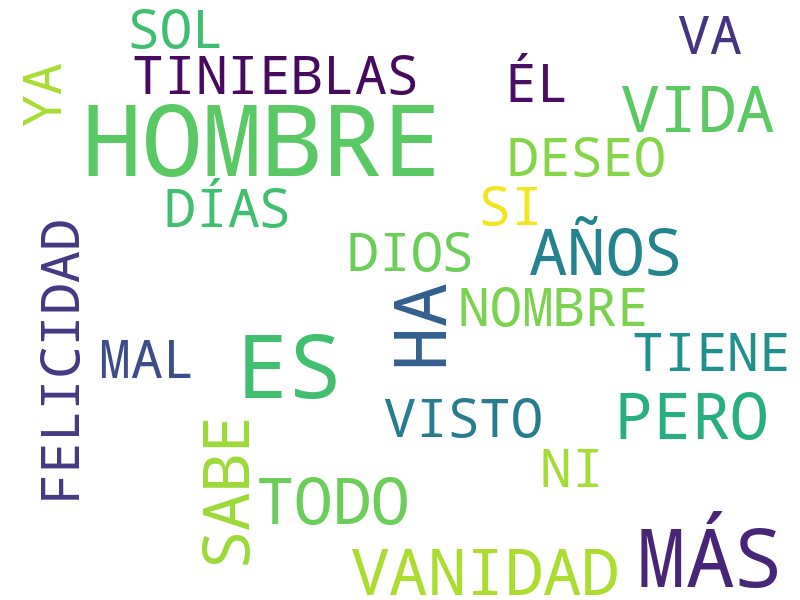 SOL
VA
TINIEBLAS
ÉL
YA
VIDA
HOMBRE
DESEO
DÍAS
SI
DIOS
AÑOS
FELICIDAD
HA
NOMBRE
MAL
ES
TIENE
VISTO
PERO
SABE
NI
TODO
VANIDAD
MÁS